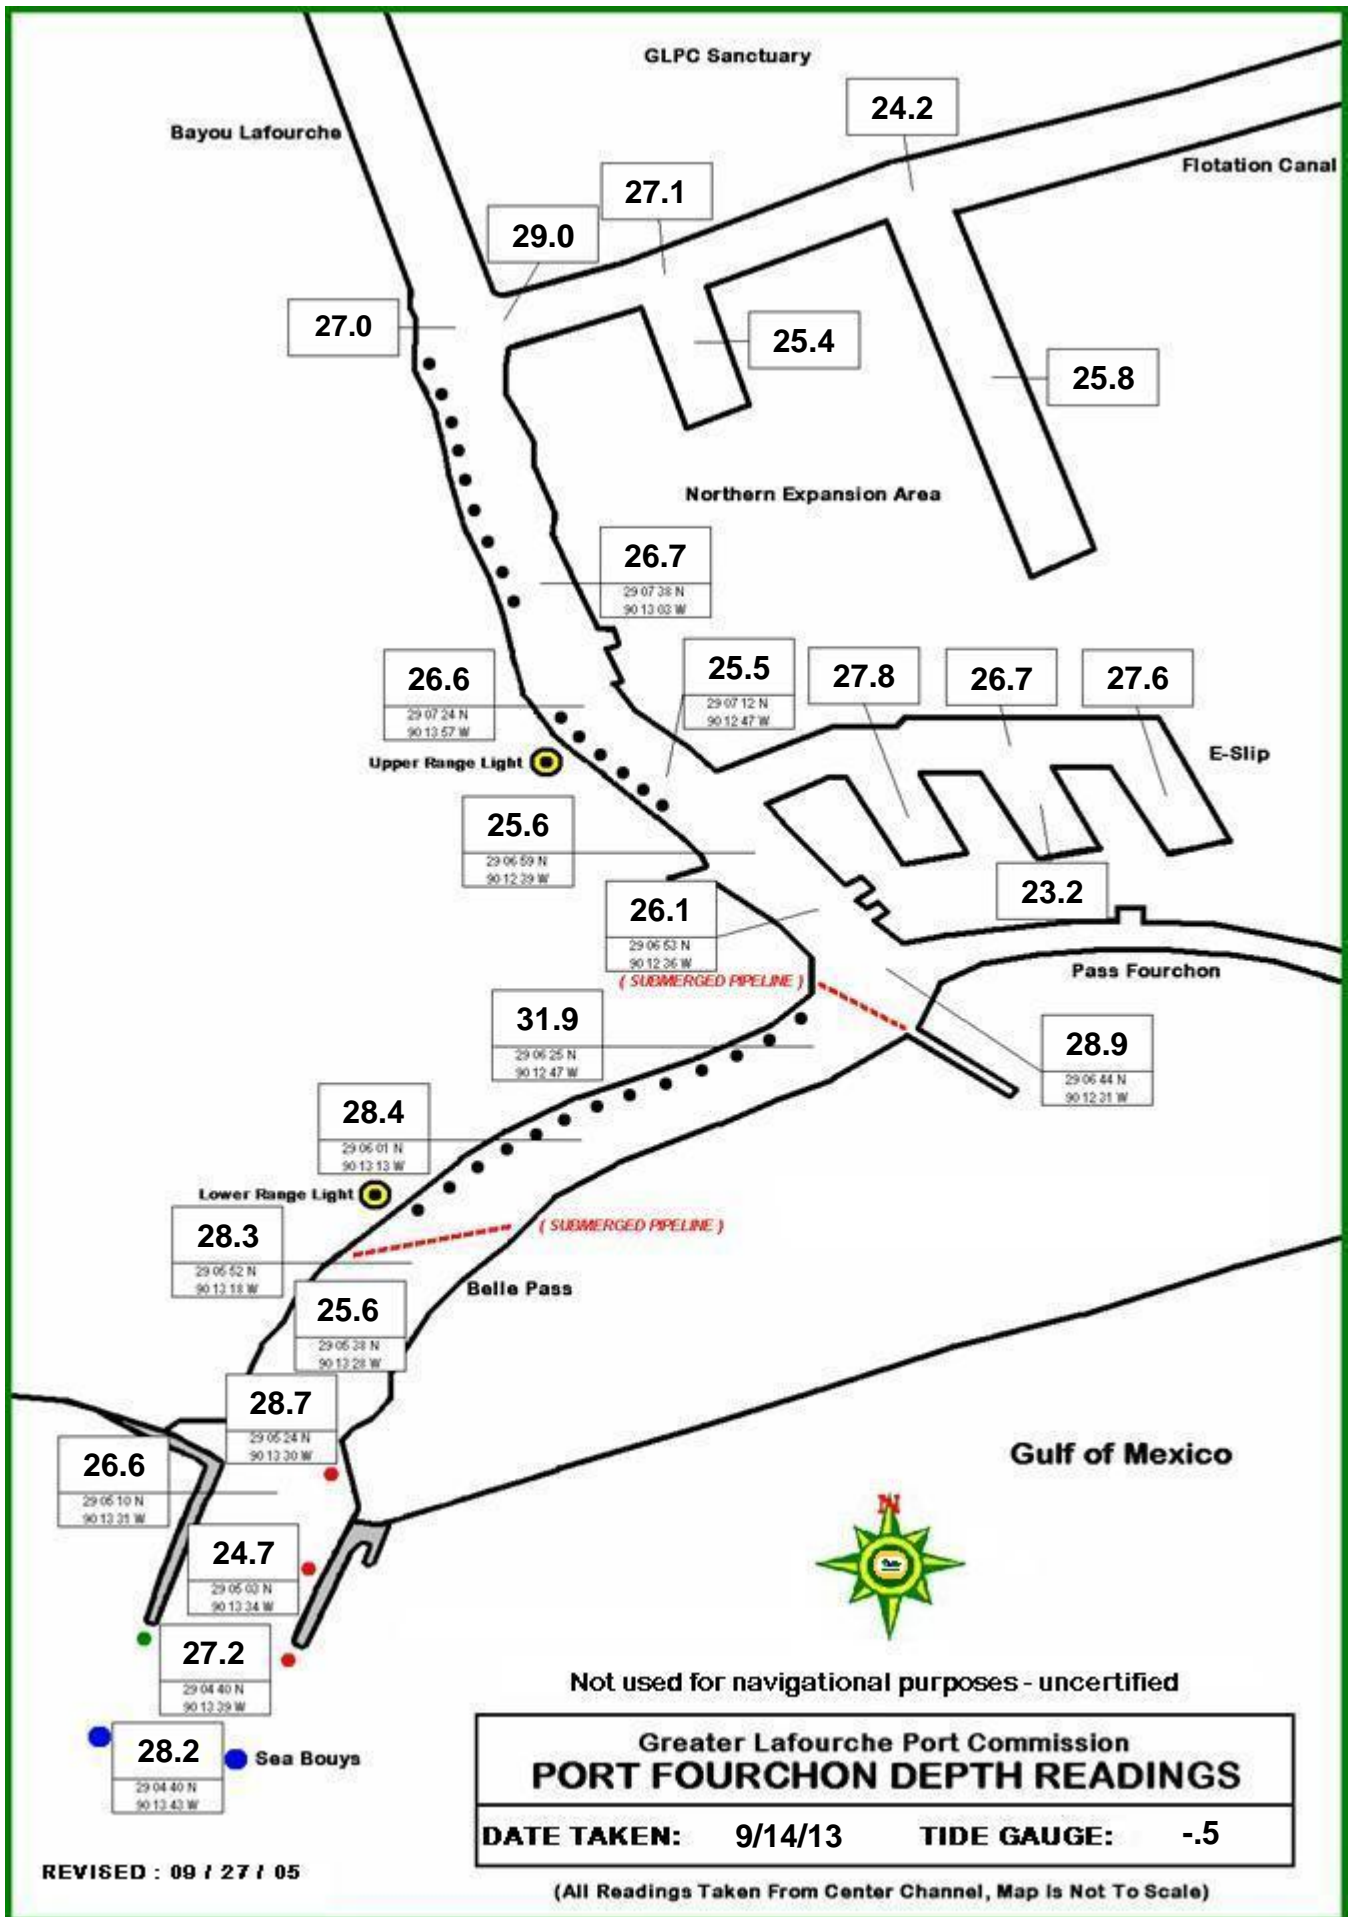 GLPC Sanctuary
24.2
Bayou Lafourche
Flotation Canal
27.1
29.0
27.0
25.4
25.8
Northern Expansion Area
26.7
29 07 38 N
90 13 03 W
26.6
29 07 24 N
90 13 57 W
25.5
29 07 12 N
90 12 47 W
27.8
26.7
27.6
E-Slip
Upper Range Light
25.6
29 06 59 N
90 12 39 W
23.2
26.1
29 06 53 N
90 12 36 W
( SUBMERGED PIPELINE )
Pass Fourchon
31.9
29 06 25 N
90 12 47 W
28.9
29 06 44 N
90 12 31 W
28.4
29 06 01 N
90 13 13 W
Lower Range Light
28.3
29 05 52 N
90 13 18 W
( SUBMERGED PIPELINE )
Belle Pass
25.6
29 05 38 N
90 13 28 W
28.7
29 05 24 N
90 13 30 W
26.6
29 05 10 N
90 13 31 W
Gulf of Mexico
N
24.7
29 05 03 N
90 13 34 W
27.2
29 04 40 N
90 13 39 W
28.2
29 04 40 N
90 13 43 W
Sea Bouys
Not used for navigational purposes - uncertified
Greater Lafourche Port Commission
PORT FOURCHON DEPTH READINGS
DATE TAKEN: 9/14/13 TIDE GAUGE: -.5
REVISED : 09 / 27 / 05
(All Readings Taken From Center Channel, Map Is Not To Scale)